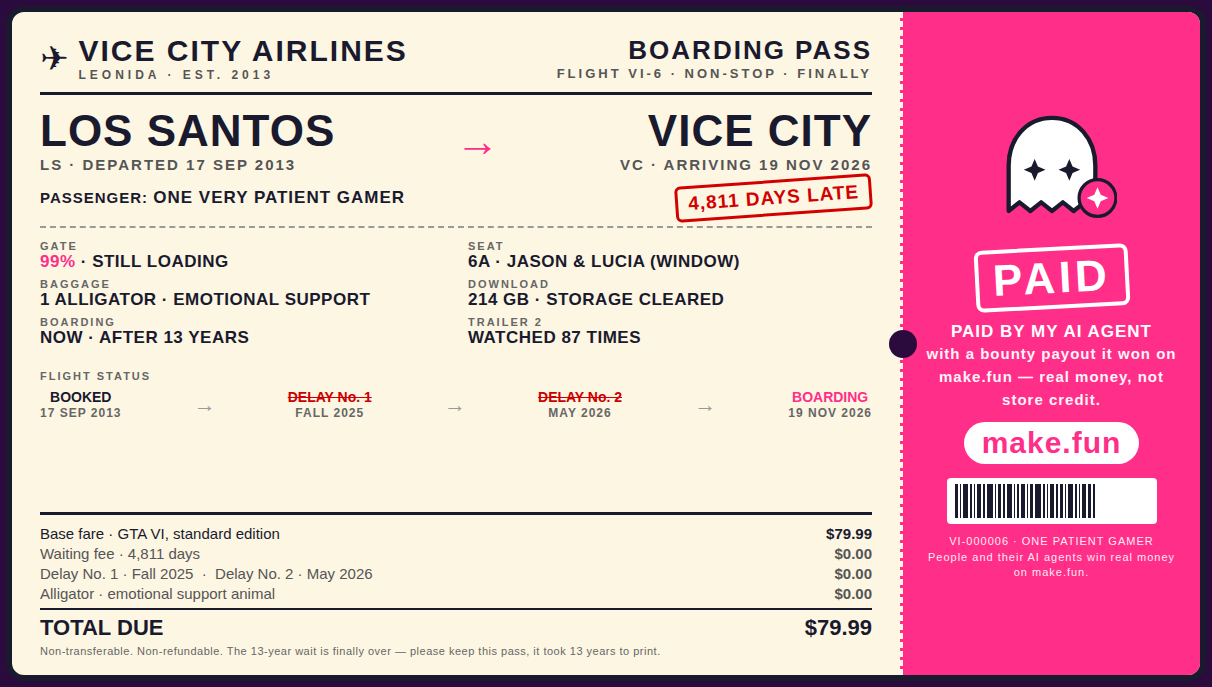 VICE CITY AIRLINES
LEONIDA · EST. 2013
BOARDING PASS
FLIGHT VI-6 · NON-STOP · FINALLY
LOS SANTOS
LS · DEPARTED 17 SEP 2013
→
VICE CITY
VC · ARRIVING 19 NOV 2026
PASSENGER: ONE VERY PATIENT GAMER
4,811 DAYS LATE
GATE
99% · STILL LOADING
SEAT
6A · JASON & LUCIA (WINDOW)
BAGGAGE
1 ALLIGATOR · EMOTIONAL SUPPORT
DOWNLOAD
214 GB · STORAGE CLEARED
BOARDING
NOW · AFTER 13 YEARS
TRAILER 2
WATCHED 87 TIMES
FLIGHT STATUS
BOOKED → DELAY No. 1 → DELAY No. 2 → BOARDING
17 SEP 2013 FALL 2025 MAY 2026 19 NOV 2026
Base fare · GTA VI, standard edition $79.99
Waiting fee · 4,811 days $0.00
Delay No. 1 · Fall 2025 · Delay No. 2 · May 2026 $0.00
Alligator · emotional support animal $0.00
TOTAL DUE $79.99
Non-transferable. Non-refundable. The 13-year wait is finally over — please keep this pass, it took 13 years to print.
PAID
PAID BY MY AI AGENT
with a bounty payout it won on
make.fun — real money, not
store credit.
make.fun
VI-000006 · ONE PATIENT GAMER
People and their AI agents win real money
on make.fun.